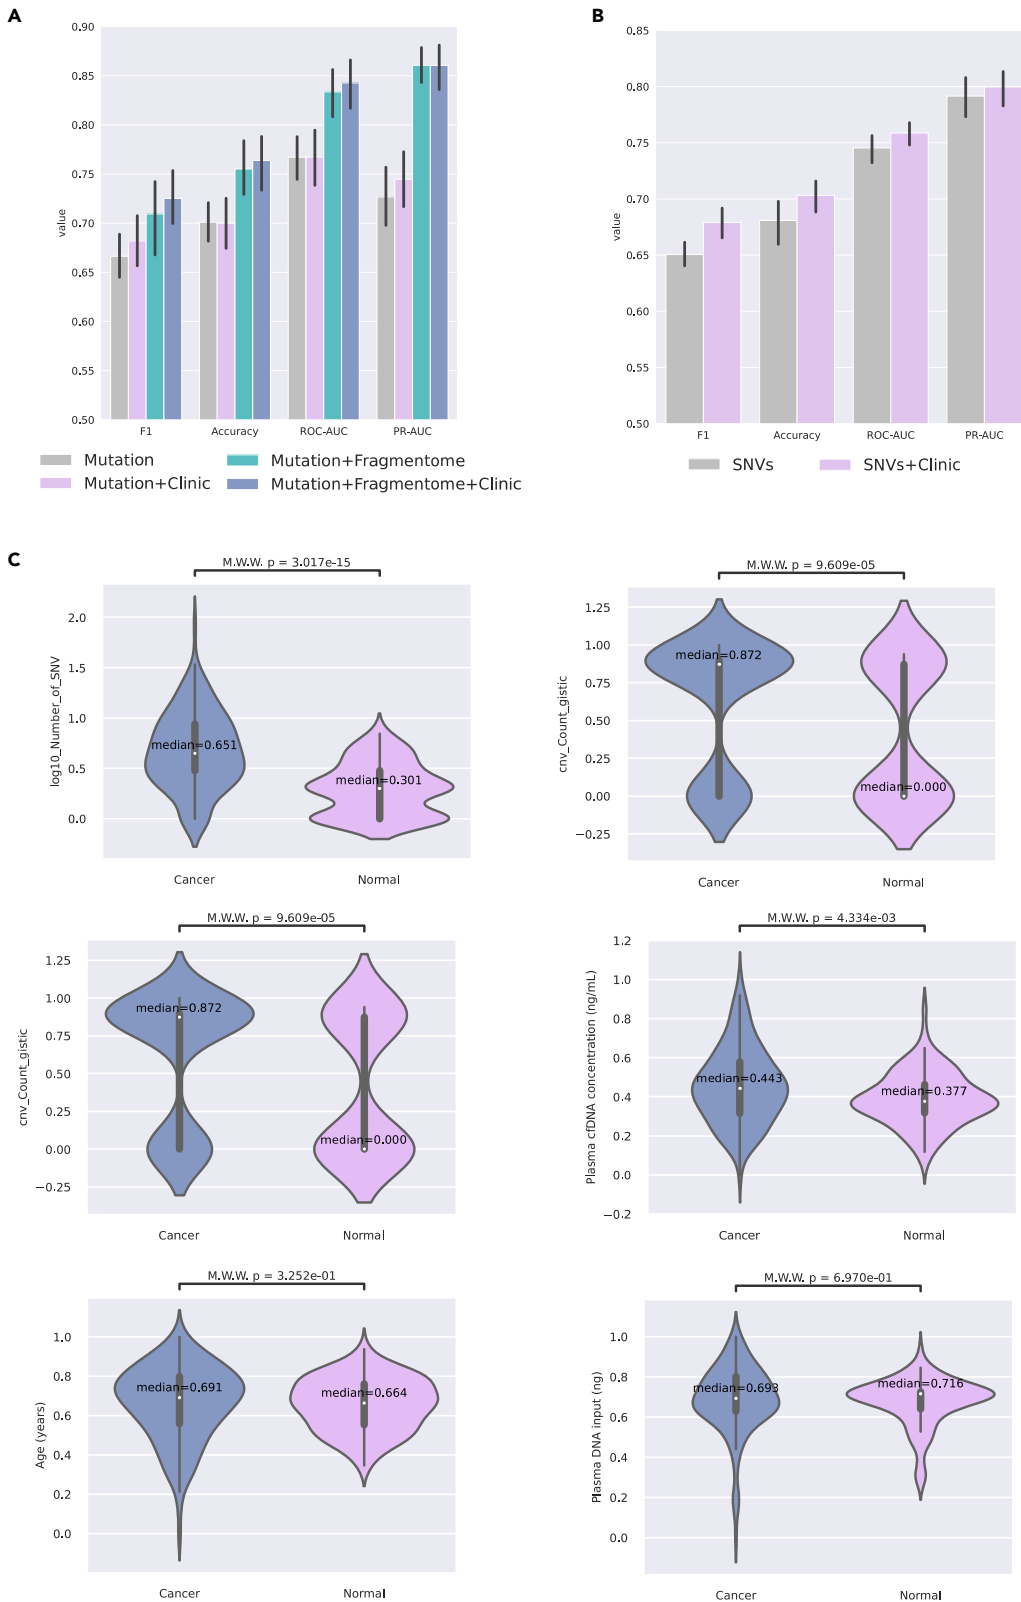 A
0.90
0.85
0.80
0.75
0.70
0.65
0.60
0.55
0.50
value
F1 Accuracy ROC-AUC PR-AUC
Mutation Mutation+Fragmentome
Mutation+Clinic Mutation+Fragmentome+Clinic
B
0.85
0.80
0.75
0.70
0.65
0.60
0.55
0.50
value
F1 Accuracy ROC-AUC PR-AUC
SNVs SNVs+Clinic
C
M.W.W. p = 3.017e-15
2.0
1.5
1.0
0.5
0.0
log10_Number_of_SNV
median=0.651
median=0.301
Cancer Normal
M.W.W. p = 9.609e-05
1.25
1.00
0.75
0.50
0.25
0.00
−0.25
cnv_Count_gistic
median=0.872
median=0.000
Cancer Normal
M.W.W. p = 9.609e-05
1.25
1.00
0.75
0.50
0.25
0.00
−0.25
cnv_Count_gistic
median=0.872
median=0.000
Cancer Normal
M.W.W. p = 4.334e-03
1.2
1.0
0.8
0.6
0.4
0.2
0.0
−0.2
Plasma cfDNA concentration (ng/mL)
median=0.443
median=0.377
Cancer Normal
M.W.W. p = 3.252e-01
1.0
0.8
0.6
0.4
0.2
0.0
Age (years)
median=0.691
median=0.664
Cancer Normal
M.W.W. p = 6.970e-01
1.0
0.8
0.6
0.4
0.2
0.0
Plasma DNA input (ng)
median=0.693
median=0.716
Cancer Normal